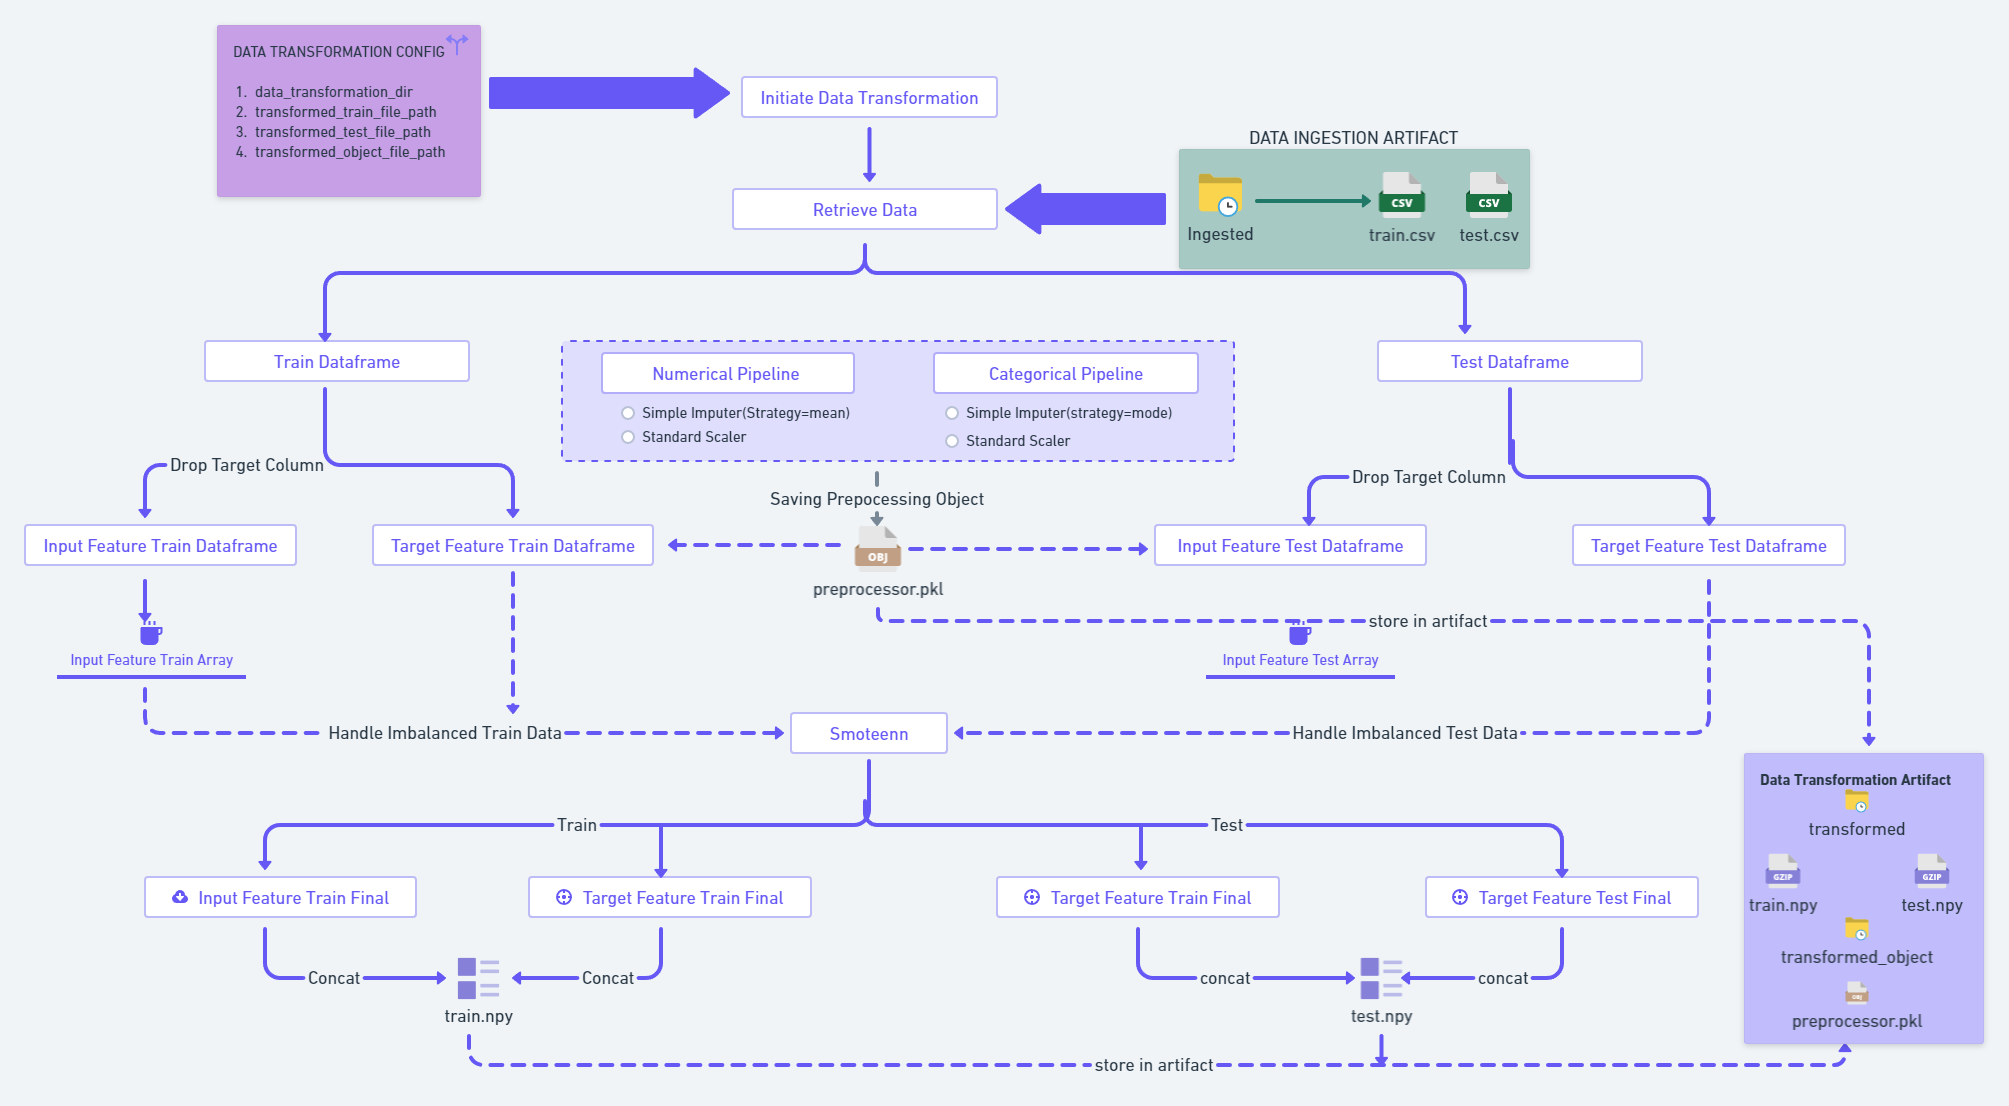 DATA TRANSFORMATION CONFIG
1. data_transformation_dir
2. transformed_train_file_path
3. transformed_test_file_path
4. transformed_object_file_path
Initiate Data Transformation
DATA INGESTION ARTIFACT
CSV
CSV
Ingested
train.csv
test.csv
Retrieve Data
Train Dataframe
Numerical Pipeline
Categorical Pipeline
Test Dataframe
Simple Imputer(Strategy=mean)
Simple Imputer(strategy=mode)
Standard Scaler
Standard Scaler
Drop Target Column
Drop Target Column
Saving Prepocessing Object
Input Feature Train Dataframe
Target Feature Train Dataframe
OBJ
Input Feature Test Dataframe
Target Feature Test Dataframe
preprocessor.pkl
store in artifact
Input Feature Train Array
Input Feature Test Array
Handle Imbalanced Train Data
Smoteenn
Handle Imbalanced Test Data
Data Transformation Artifact
transformed
GZIP
GZIP
train.npy
test.npy
transformed_object
OBJ
preprocessor.pkl
Train
Test
Input Feature Train Final
Target Feature Train Final
Target Feature Train Final
Target Feature Test Final
Concat
Concat
concat
concat
train.npy
test.npy
store in artifact